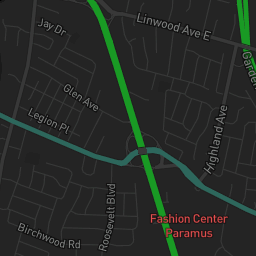 Linwood Ave E
Jay Dr
Glen Ave
Legion Pl
Highland Ave
Roosevelt Blvd
Fashion Center
Paramus
Birchwood Rd